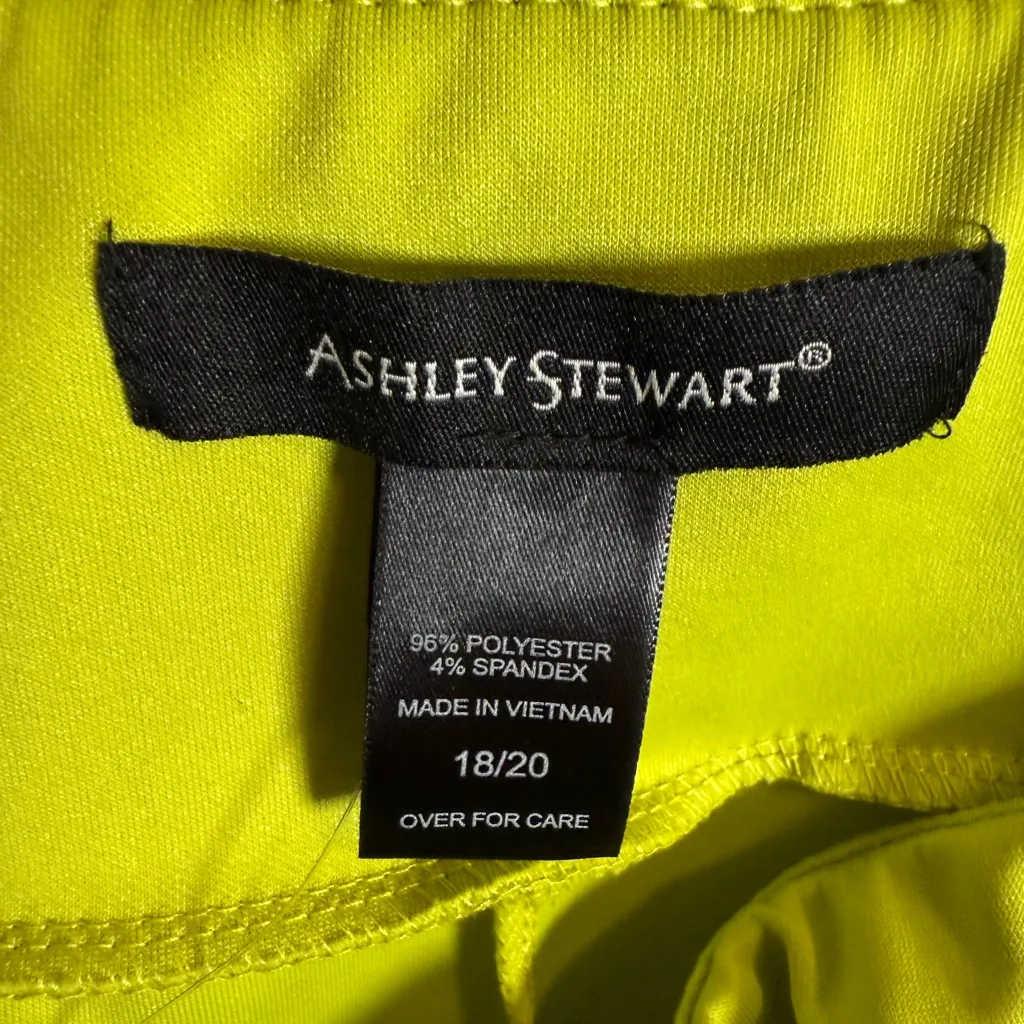 ASHLEY STEWART®
96% POLYESTER
4% SPANDEX
MADE IN VIETNAM
18/20
OVER FOR CARE